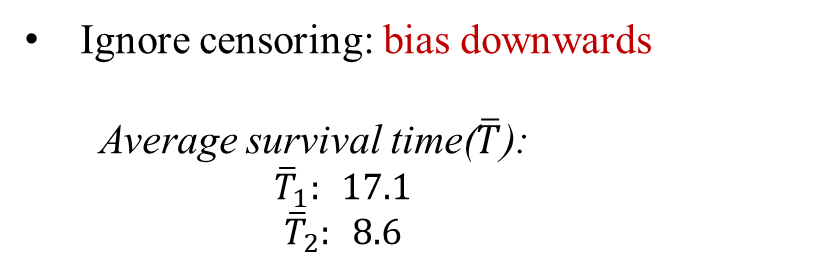 • Ignore censoring: bias downwards
Average survival time(T̅):
T̅₁: 17.1
T̅₂: 8.6